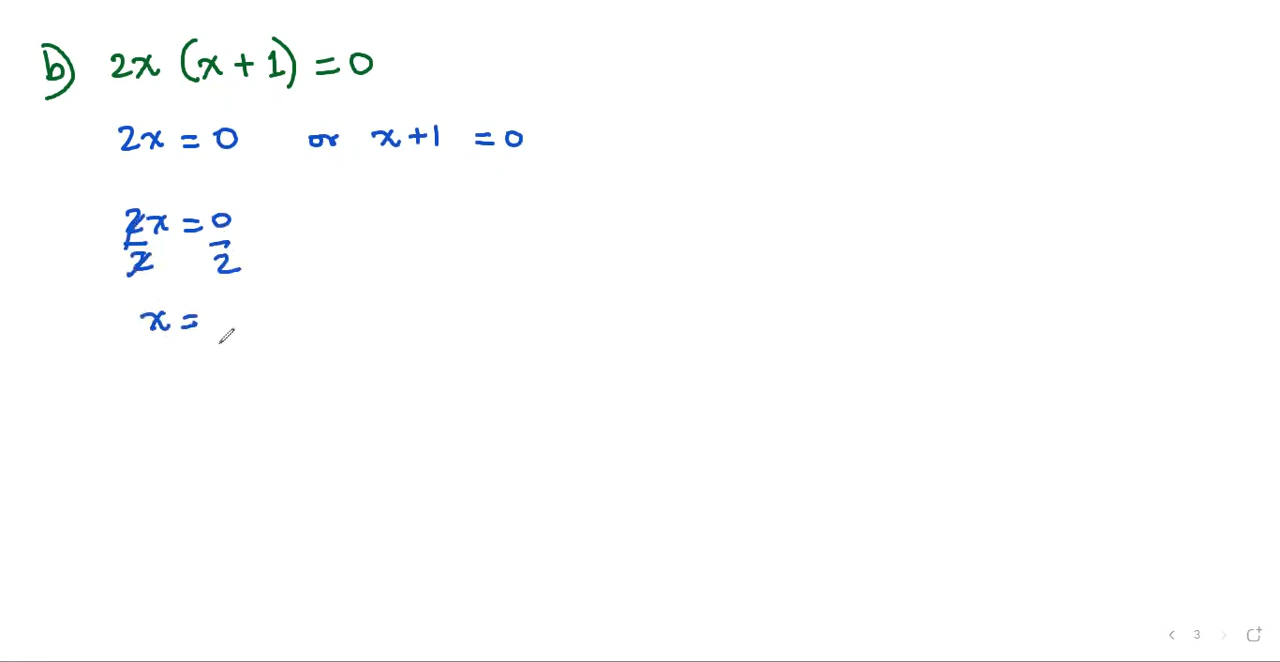 b) 2x (x + 1) = 0
2x = 0 or x + 1 = 0
2x = 0
2 2
x =
< 3 >